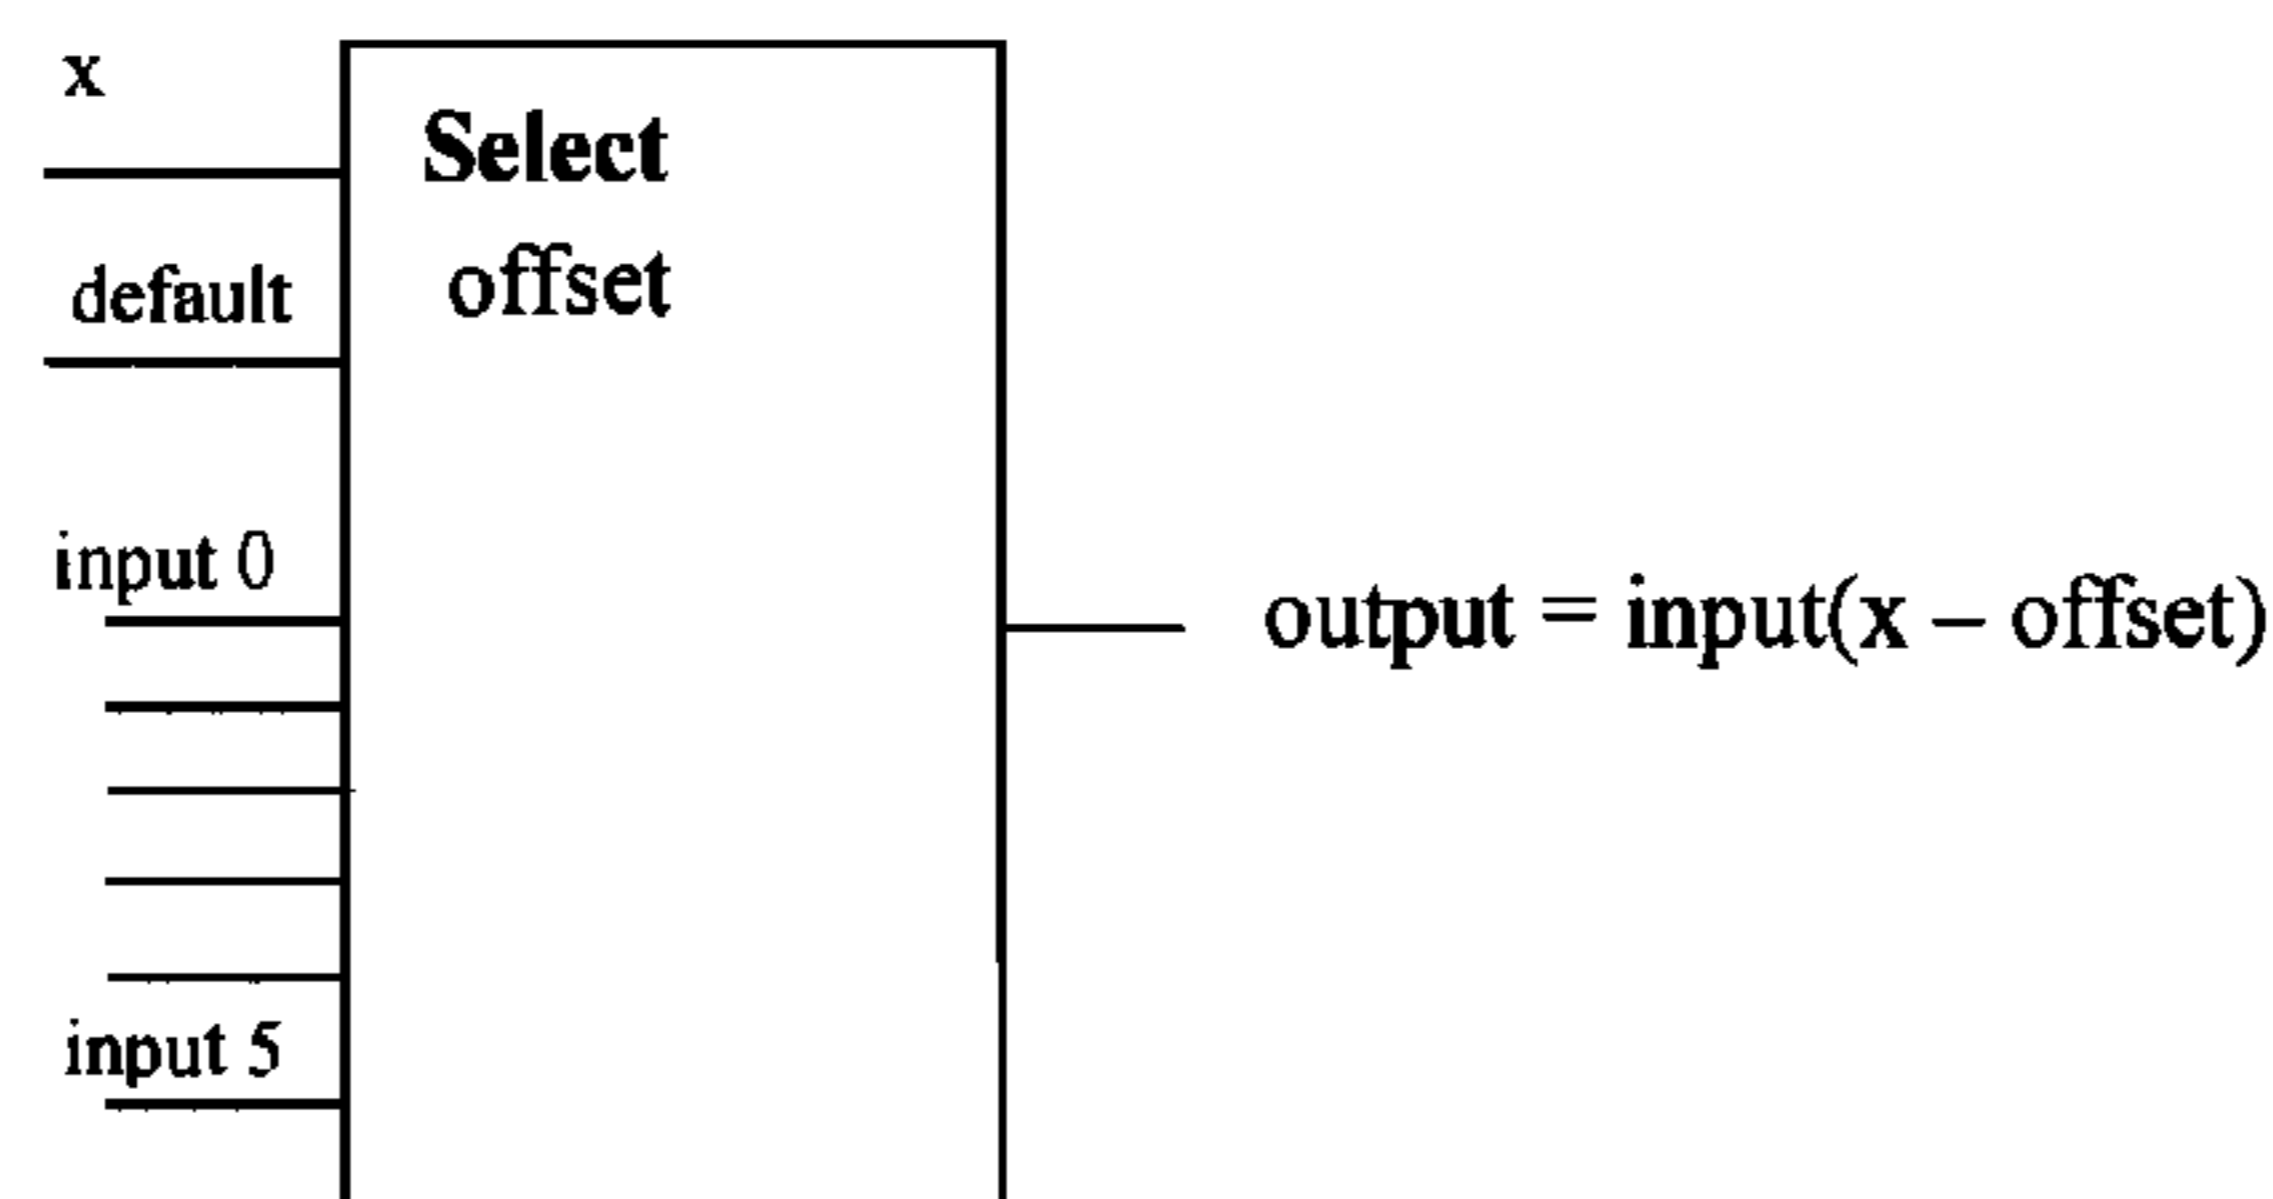 x
Select
offset
default
input 0
output = input(x – offset)
input 5